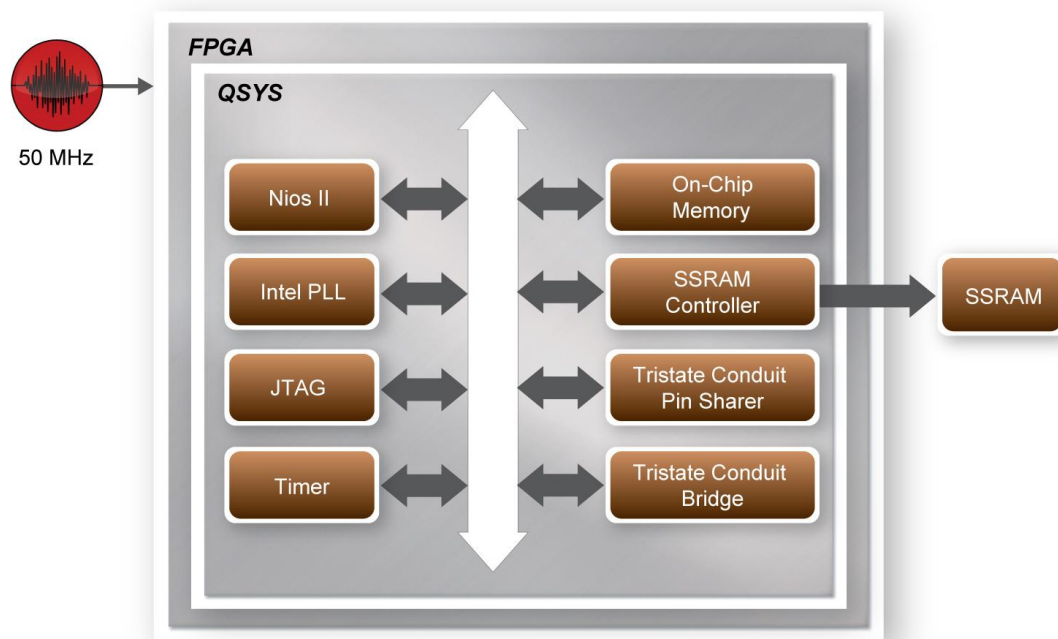 FPGA
QSYS
50 MHz
Nios II
On-Chip
Memory
Intel PLL
SSRAM
Controller
SSRAM
JTAG
Tristate Conduit
Pin Sharer
Timer
Tristate Conduit
Bridge